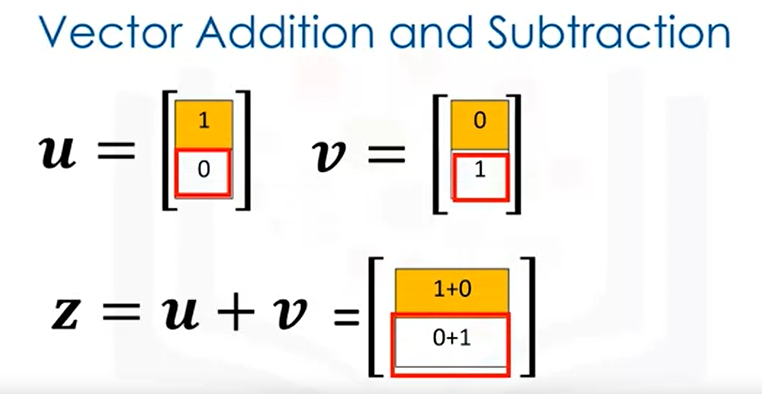 Vector Addition and Subtraction
u = [1 0] v = [0 1]
z = u + v = [1+0 0+1]